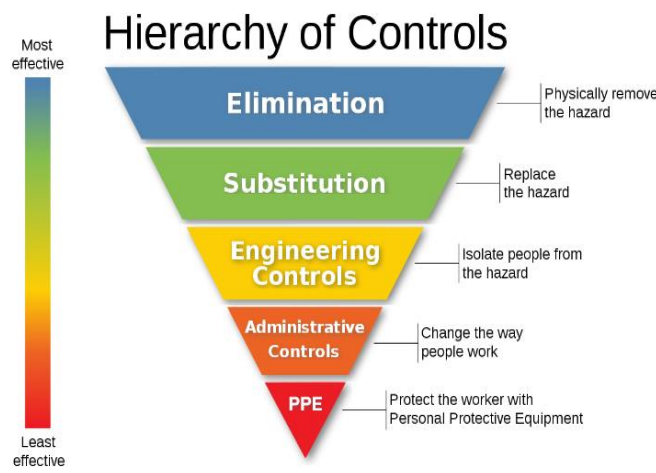 Hierarchy of Controls
Most
effective
Elimination
Physically remove
the hazard
Substitution
Replace
the hazard
Engineering
Controls
Isolate people from
the hazard
Administrative
Controls
Change the way
people work
PPE
Protect the worker with
Personal Protective Equipment
Least
effective